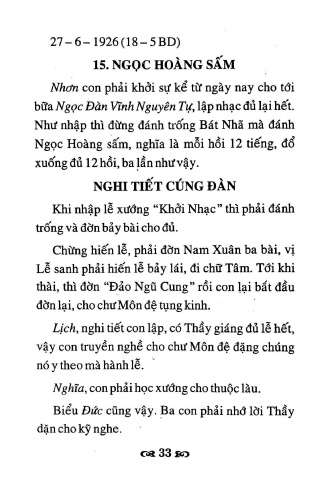 27 – 6 – 1926 (18 – 5 BD)
15. NGỌC HOÀNG SẤM
Nhơn con phải khởi sự kể từ ngày nay cho tới
bữa Ngọc Đàn Vĩnh Nguyên Tự, lập nhạc đủ lại hết.
Như nhập thì đừng đánh trống Bát Nhã mà đánh
Ngọc Hoàng sấm, nghĩa là mỗi hồi 12 tiếng, đổ
xuống đủ 12 hồi, ba lần như vậy.
NGHI TIẾT CÚNG ĐÀN
Khi nhập lễ xướng “Khởi Nhạc” thì phải đánh
trống và đờn bảy bài cho đủ.
Chừng hiến lễ, phải đờn Nam Xuân ba bài, vị
Lễ sanh phải hiến lễ bảy lái, đi chữ Tâm. Tới khi
thài, thì đờn “Đảo Ngũ Cung” rồi con lại bắt đầu
đờn lại, cho chư Môn đệ tụng kinh.
Lịch, nghi tiết con lập, có Thầy giáng đủ lễ hết,
vậy con truyền nghề cho chư Môn đệ đặng chúng
nó y theo mà hành lễ.
Nghĩa, con phải học xướng cho thuộc làu.
Biểu Đức cũng vậy. Ba con phải nhớ lời Thầy
dặn cho kỹ nghe.
33